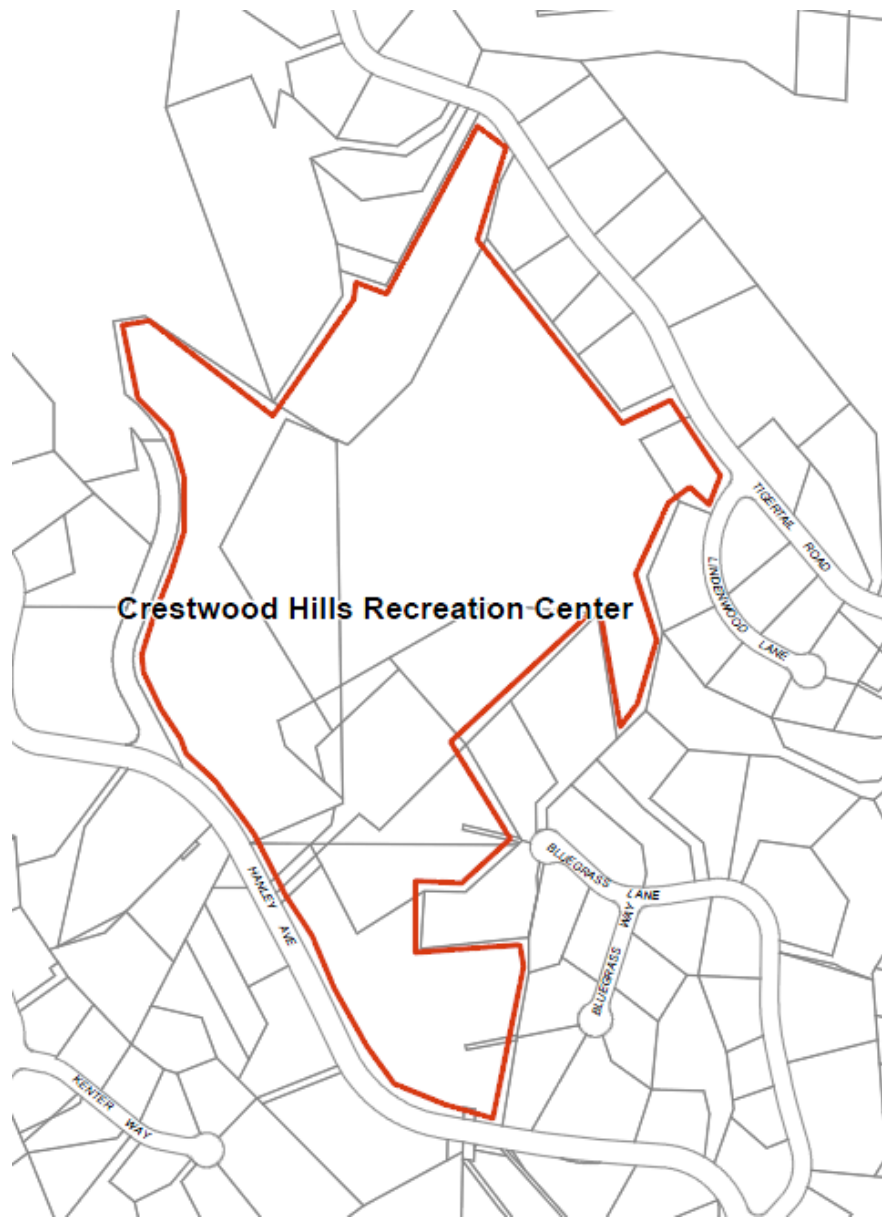 TIGERTAIL ROAD
LINDENWOOD LANE
Crestwood Hills Recreation Center
BLUEGRASS LANE
HANLEY AVE
BLUEGRASS WAY
KENTER WAY